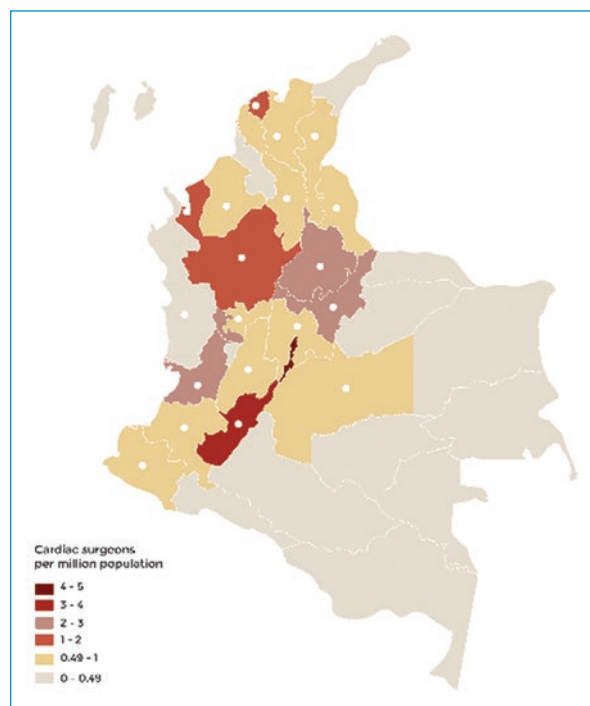 Cardiac surgeons
per million population
4 - 5
3 - 4
2 - 3
1 - 2
0.49 - 1
0 - 0.49